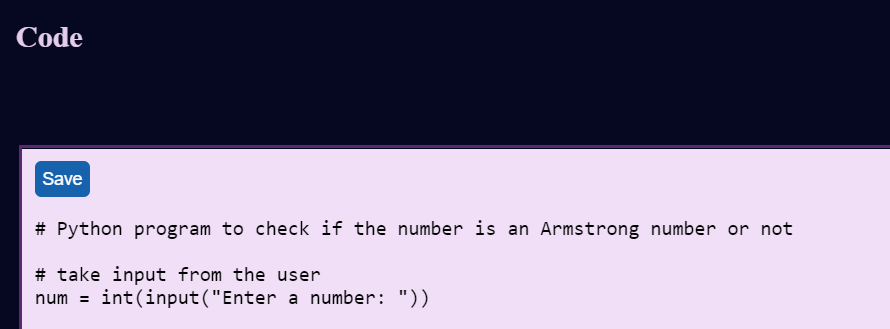 Code
Save
# Python program to check if the number is an Armstrong number or not
# take input from the user
num = int(input("Enter a number: "))